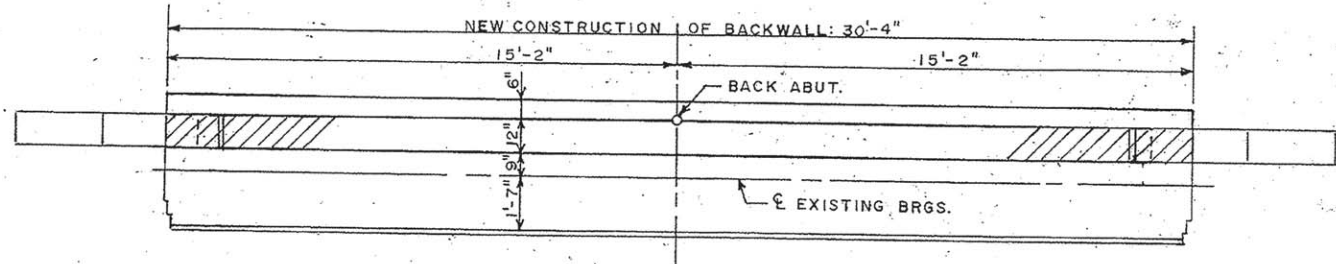 NEW CONSTRUCTION OF BACKWALL: 30'-4"
15'-2"
15'-2"
6"
BACK ABUT.
12"
9"
1'-7"
℄ EXISTING BRGS.